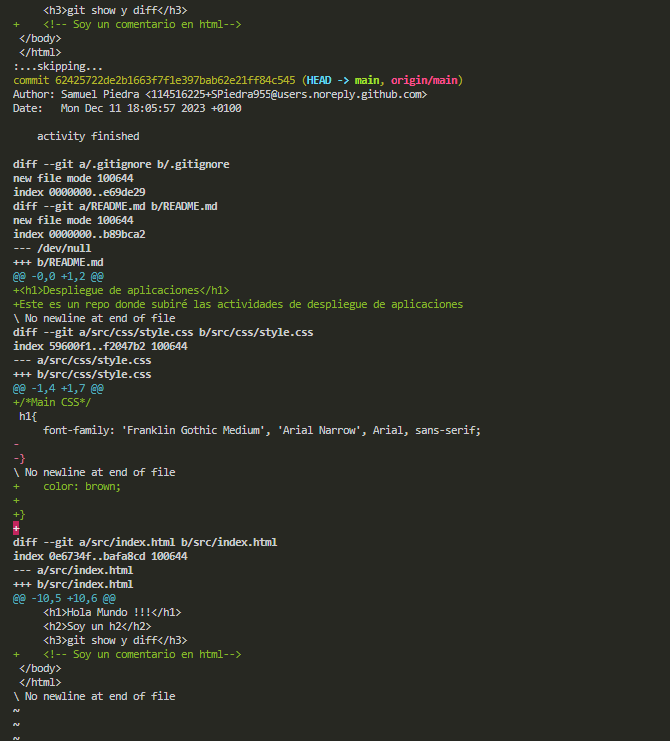 <h3>git show y diff</h3>
+    <!-- Soy un comentario en html-->
 </body>
 </html>
:...skipping...
commit 62425722de2b1663f7f1e397bab62e21ff84c545 (HEAD -> main, origin/main)
Author: Samuel Piedra <114516225+SPiedra955@users.noreply.github.com>
Date:   Mon Dec 11 18:05:57 2023 +0100

    activity finished

diff --git a/.gitignore b/.gitignore
new file mode 100644
index 0000000..e69de29
diff --git a/README.md b/README.md
new file mode 100644
index 0000000..b89bca2
--- /dev/null
+++ b/README.md
@@ -0,0 +1,2 @@
+<h1>Despliegue de aplicaciones</h1>
+Este es un repo donde subiré las actividades de despliegue de aplicaciones
\ No newline at end of file
diff --git a/src/css/style.css b/src/css/style.css
index 59600f1..f2047b2 100644
--- a/src/css/style.css
+++ b/src/css/style.css
@@ -1,4 +1,7 @@
+/*Main CSS*/
 h1{
     font-family: 'Franklin Gothic Medium', 'Arial Narrow', Arial, sans-serif;
-
-}
\ No newline at end of file
+    color: brown;
+
+}
+
diff --git a/src/index.html b/src/index.html
index 0e6734f..bafa8cd 100644
--- a/src/index.html
+++ b/src/index.html
@@ -10,5 +10,6 @@
     <h1>Hola Mundo !!!</h1>
     <h2>Soy un h2</h2>
     <h3>git show y diff</h3>
+    <!-- Soy un comentario en html-->
 </body>
 </html>
\ No newline at end of file
~
~
~